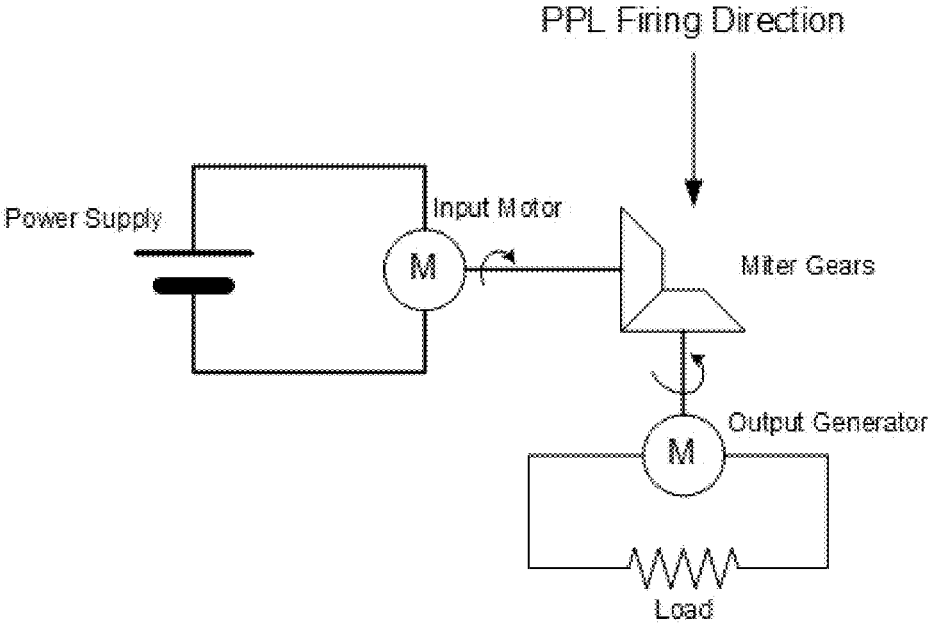 PPL Firing Direction
Power Supply
Input Motor
M
Miter Gears
Output Generator
M
Load